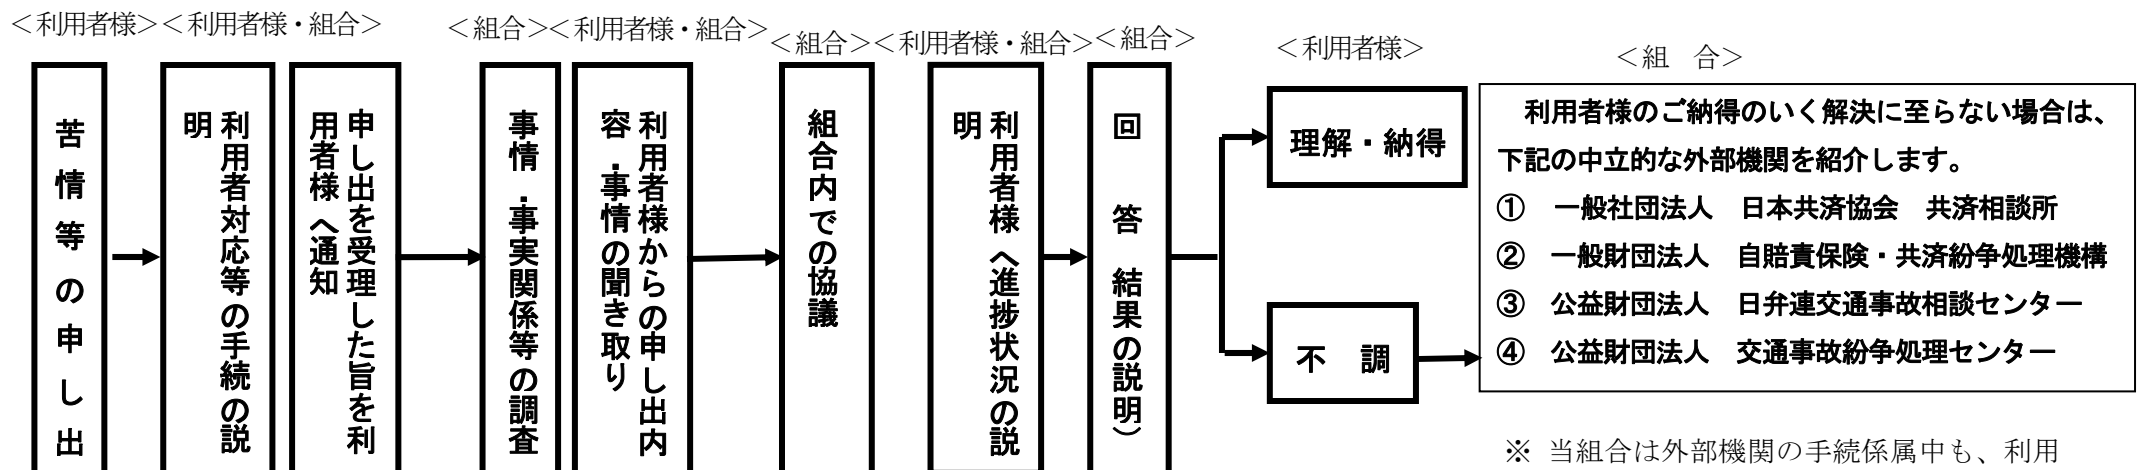 ＜利用者様＞
＜利用者様・組合＞
＜組合＞
＜利用者様・組合＞
＜組合＞
＜利用者様・組合＞
＜組合＞
＜利用者様＞
＜組　合＞
苦情等の申し出
利用者対応等の手続の説
明
申し出を受理した旨を利
用者様へ通知
事情・事実関係等の調査
利用者様からの申し出内
容・事情の聞き取り
組合内での協議
利用者様へ進捗状況の説
明
回　答　結果の説明）
理解・納得
不　調
利用者様のご納得のいく解決に至らない場合は、
下記の中立的な外部機関を紹介します。
①　一般社団法人　日本共済協会　共済相談所
②　一般財団法人　自賠責保険・共済紛争処理機構
③　公益財団法人　日弁連交通事故相談センター
④　公益財団法人　交通事故紛争処理センター
※ 当組合は外部機関の手続係属中も、利用